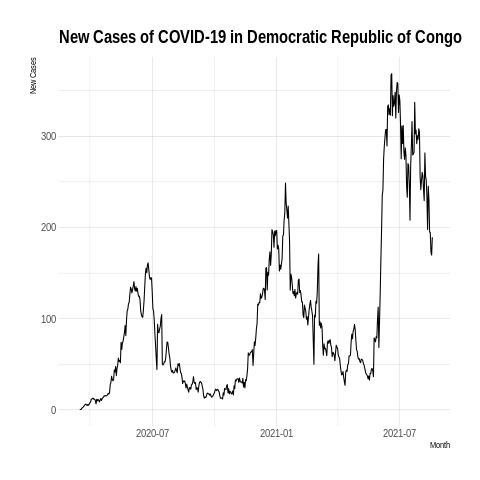 New Cases of COVID-19 in Democratic Republic of Congo
New Cases
300
200
100
0
2020-07
2021-01
2021-07
Month